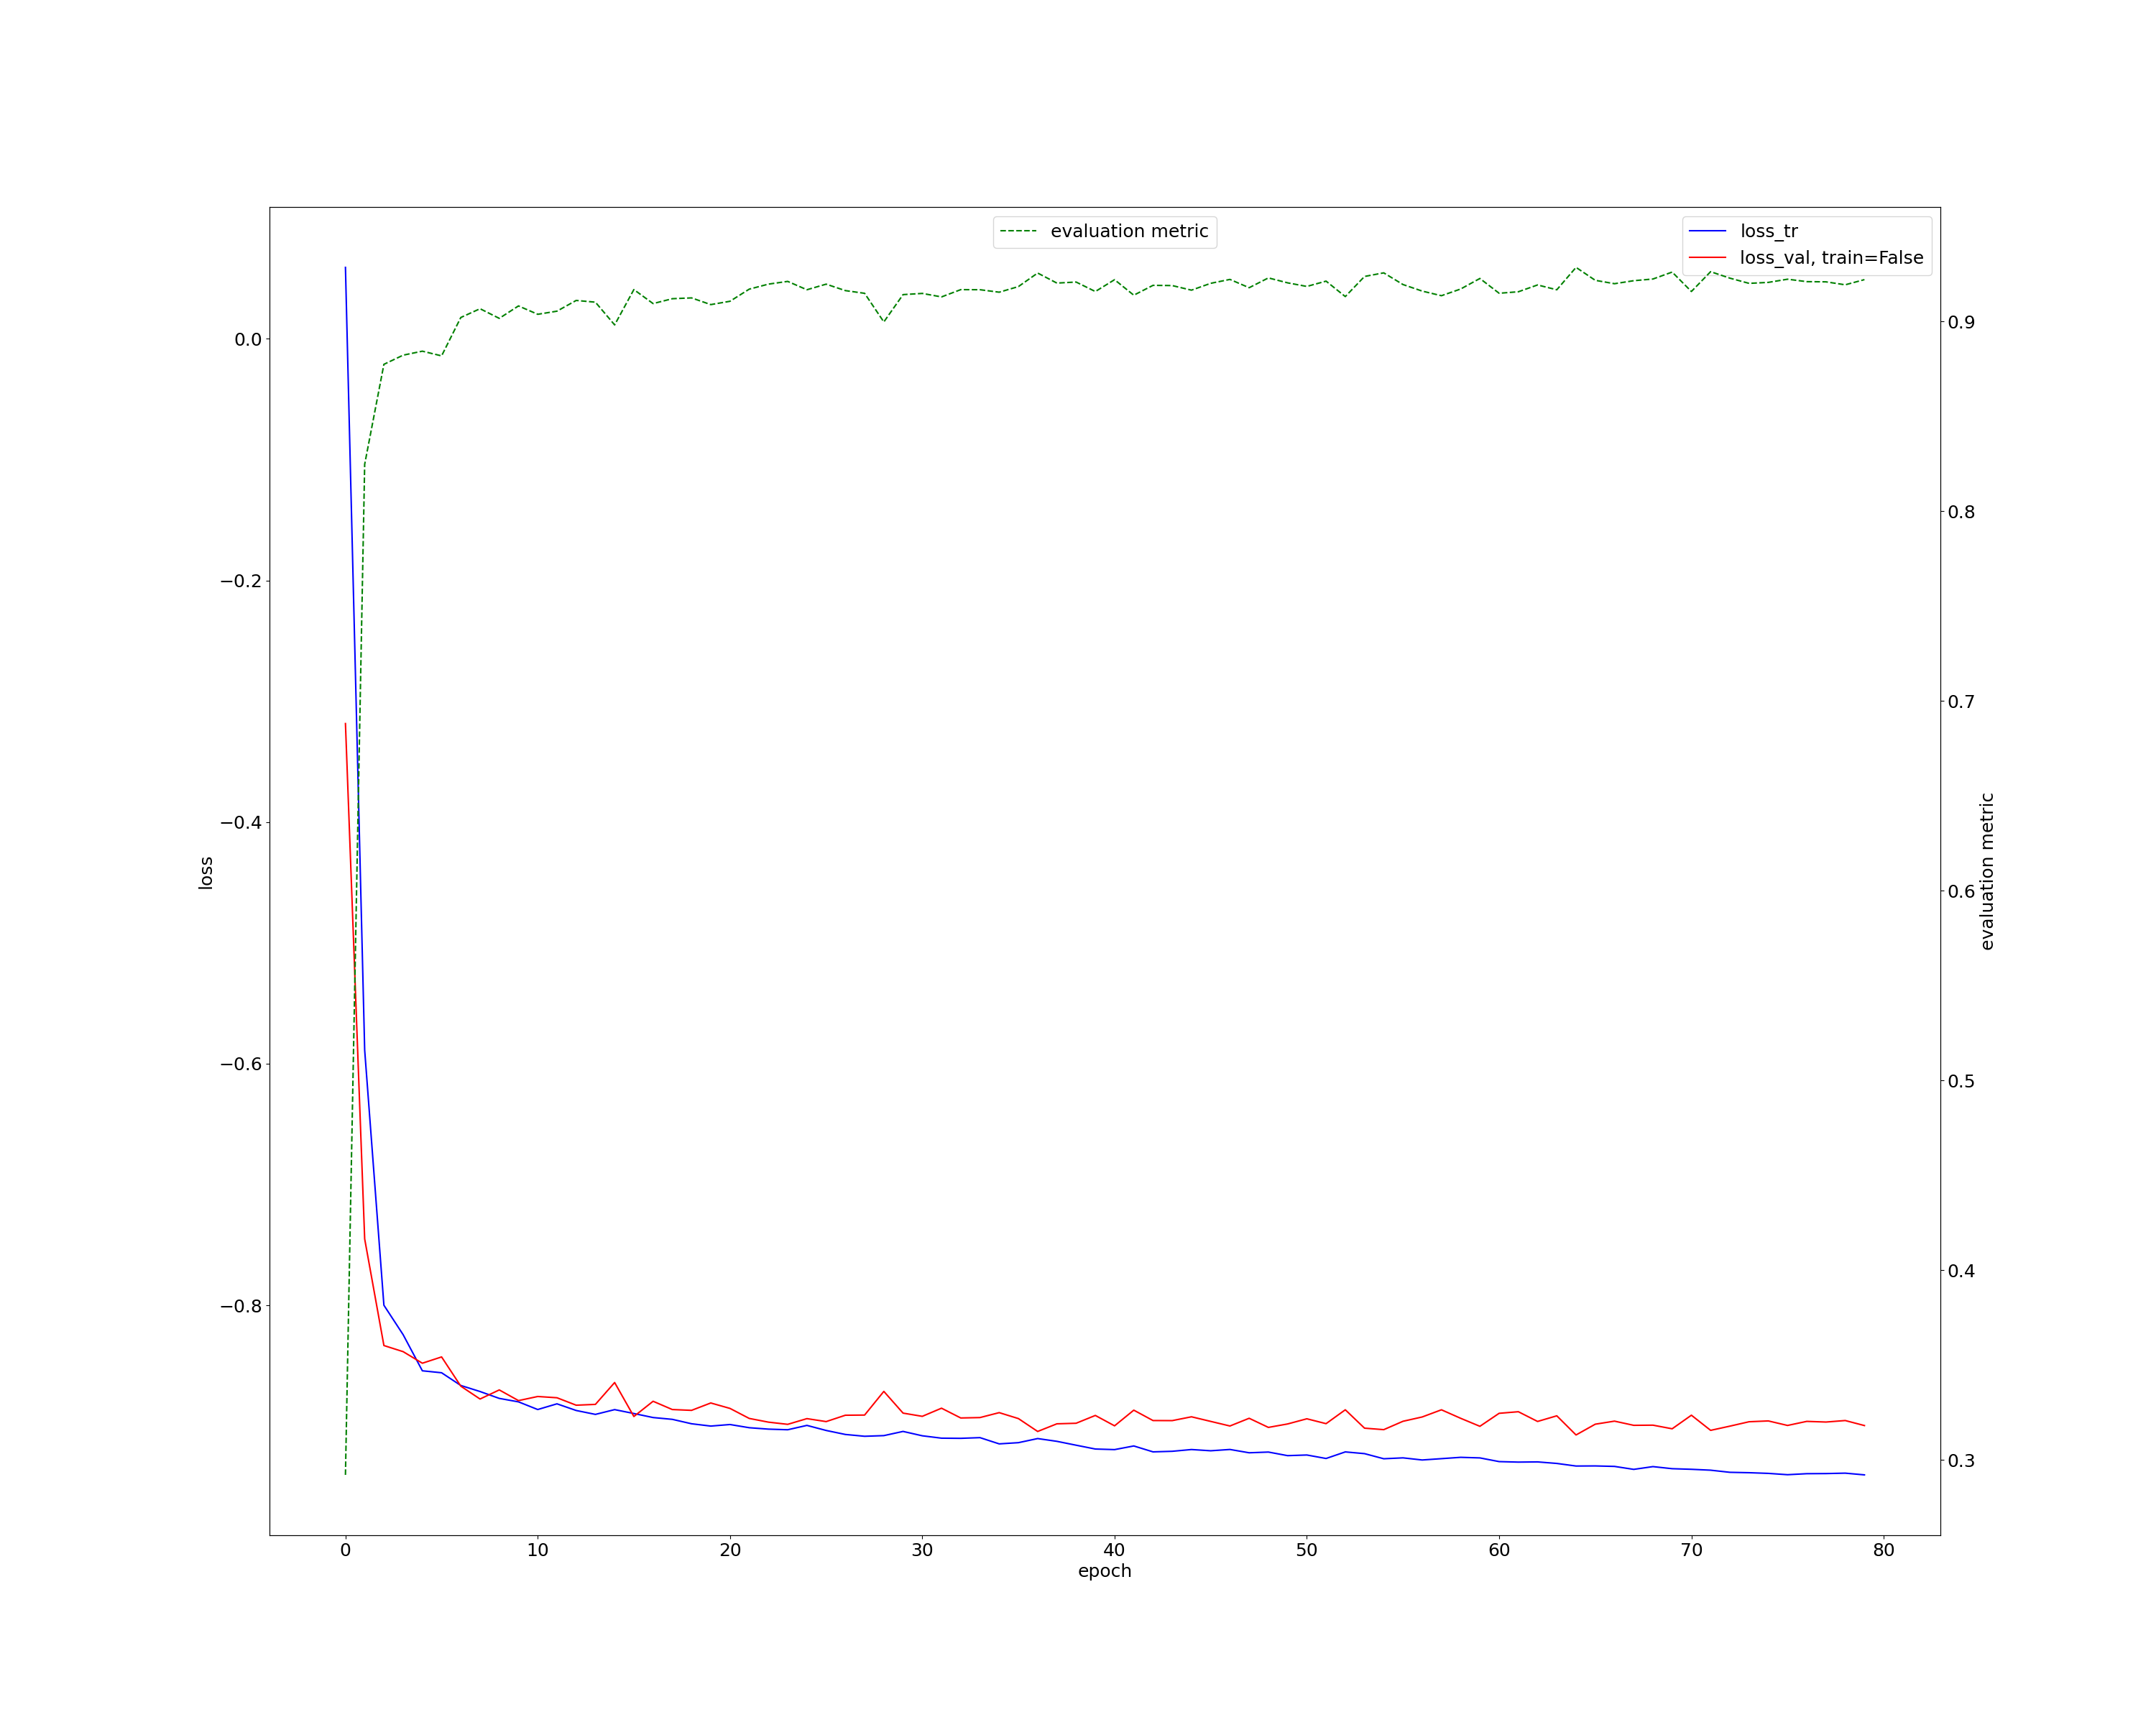 evaluation metric
loss_tr
loss_val, train=False
0.0
−0.2
−0.4
−0.6
−0.8
loss
0.9
0.8
0.7
0.6
0.5
0.4
0.3
evaluation metric
0 10 20 30 40 50 60 70 80
epoch